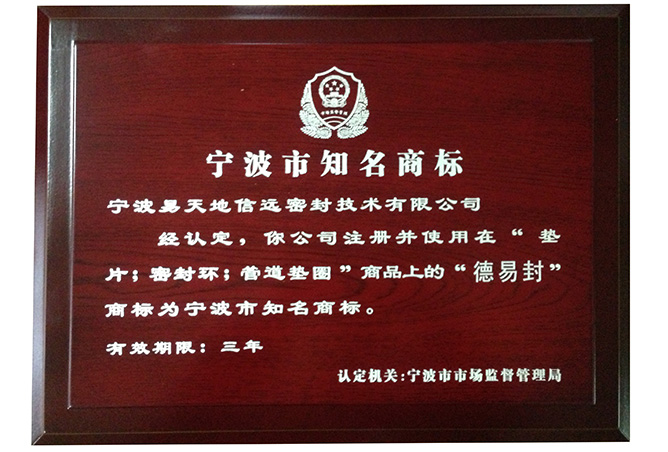 宁波市知名商标
宁波易天地信远密封技术有限公司
经认定，你公司注册并使用在“垫
片；密封环；管道垫圈”商品上的“德易封”
商标为宁波市知名商标。
有效期限：三年
认定机关:宁波市市场监督管理局